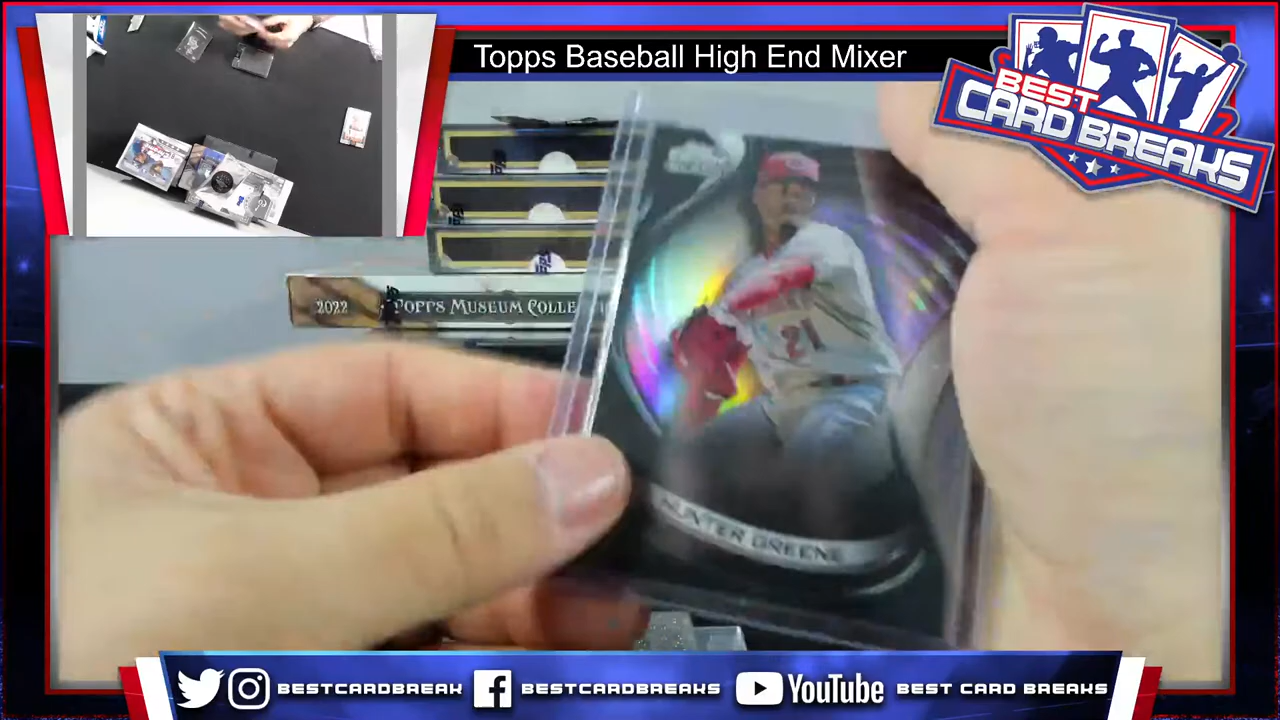 Topps Baseball High End Mixer
BEST
CARD BREAKS
2022 TOPPS MUSEUM COLLE
21
HUNTER GREENE
BESTCARDBREAK
BESTCARDBREAKS
YouTube
BEST CARD BREAKS